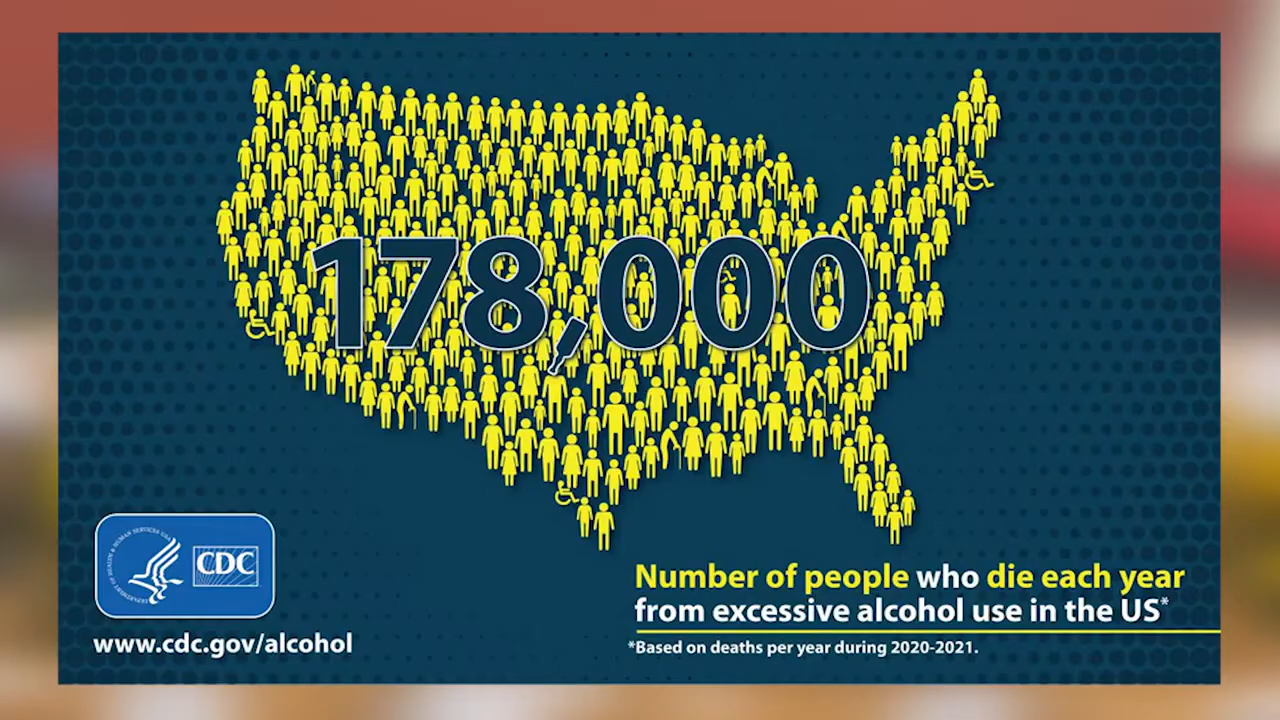 178,000
CDC
www.cdc.gov/alcohol
Number of people who die each year
from excessive alcohol use in the US*
*Based on deaths per year during 2020-2021.